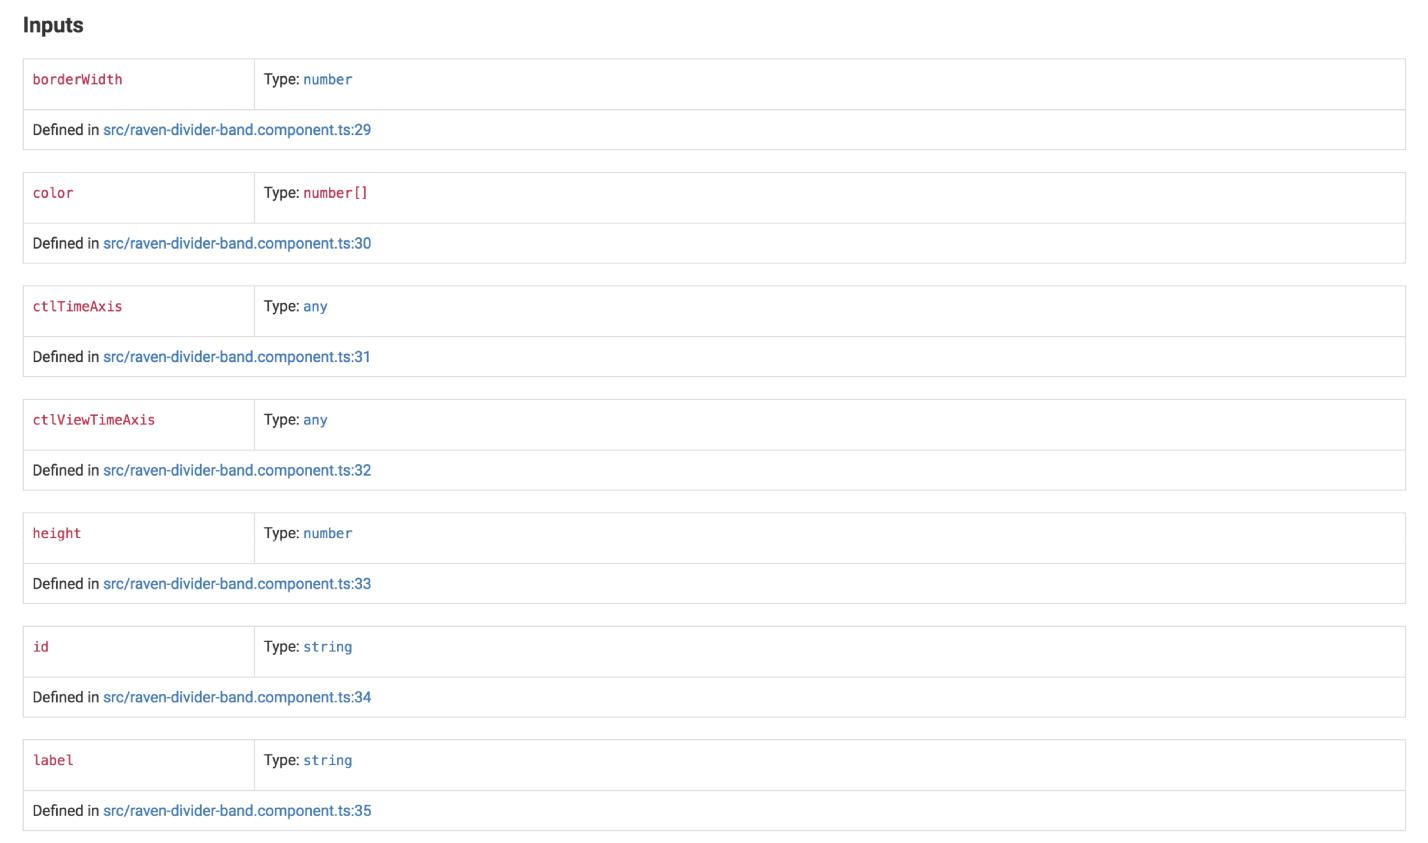 Inputs
borderWidth Type: number
Defined in src/raven-divider-band.component.ts:29
color Type: number[]
Defined in src/raven-divider-band.component.ts:30
ctlTimeAxis Type: any
Defined in src/raven-divider-band.component.ts:31
ctlViewTimeAxis Type: any
Defined in src/raven-divider-band.component.ts:32
height Type: number
Defined in src/raven-divider-band.component.ts:33
id Type: string
Defined in src/raven-divider-band.component.ts:34
label Type: string
Defined in src/raven-divider-band.component.ts:35